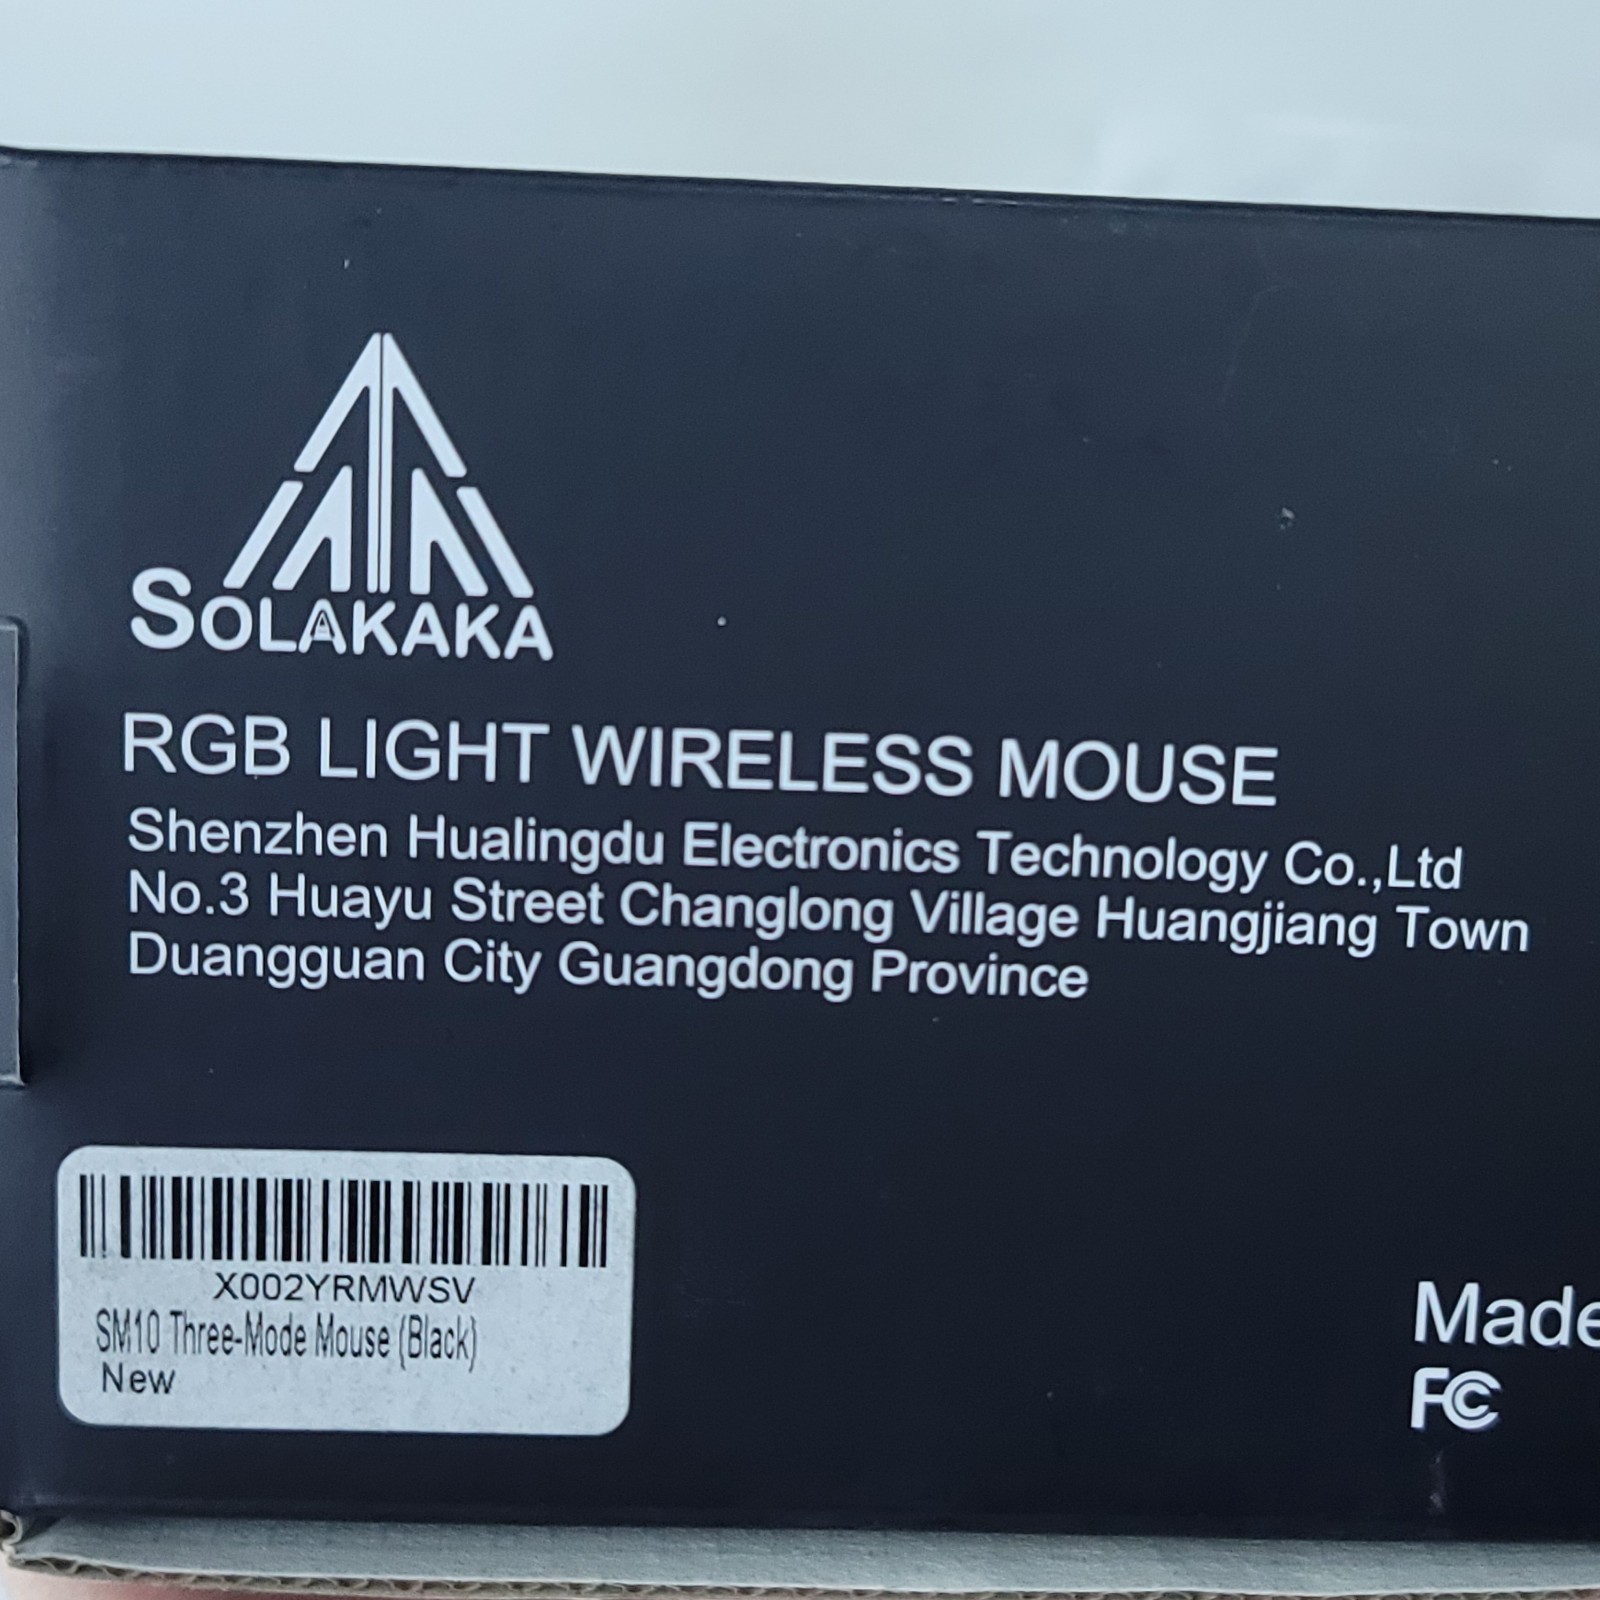 SOLAKAKA
RGB LIGHT WIRELESS MOUSE
Shenzhen Hualingdu Electronics Technology Co.,Ltd
No.3 Huayu Street Changlong Village Huangjiang Town
Duangguan City Guangdong Province
X002YRMWSV
SM10 Three-Mode Mouse (Black)
New
Made
FC